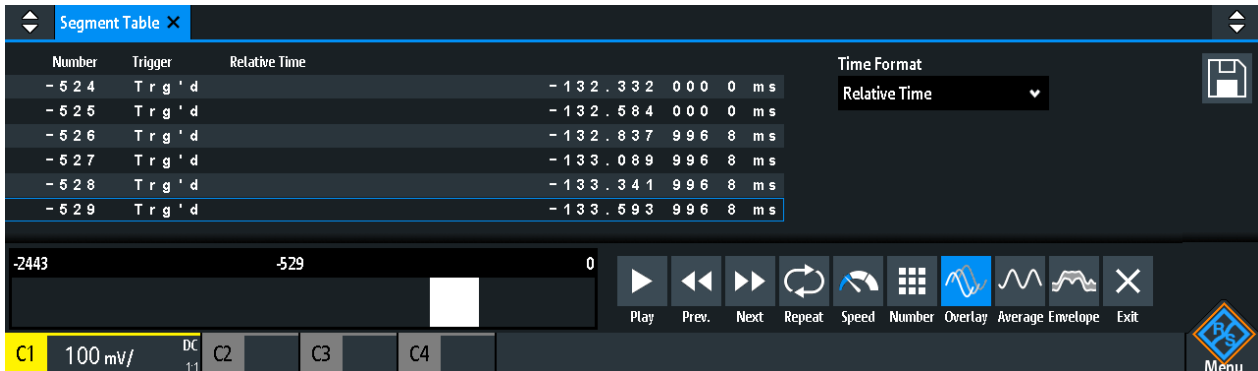 Segment Table
Number Trigger Relative Time
-524 Trg'd -132.332 000 0 ms
-525 Trg'd -132.584 000 0 ms
-526 Trg'd -132.837 996 8 ms
-527 Trg'd -133.089 996 8 ms
-528 Trg'd -133.341 996 8 ms
-529 Trg'd -133.593 996 8 ms
Time Format
Relative Time
-2443 -529 0
Play Prev. Next Repeat Speed Number Overlay Average Envelope Exit
C1 100 mV/ DC 1:1 C2 C3 C4
R&S
Menu